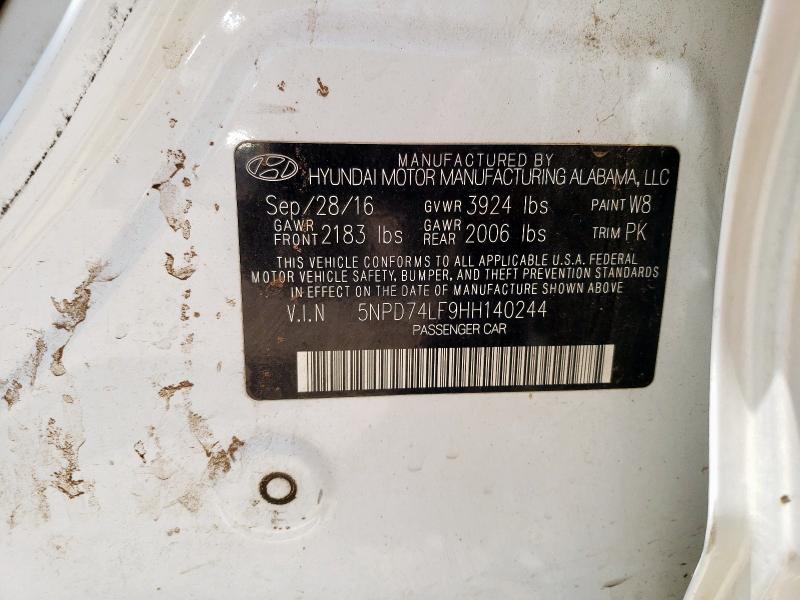 MANUFACTURED BY
HYUNDAI MOTOR MANUFACTURING ALABAMA, LLC
Sep/28/16 GVWR 3924 lbs PAINT W8
GAWR FRONT 2183 lbs GAWR REAR 2006 lbs TRIM PK
THIS VEHICLE CONFORMS TO ALL APPLICABLE U.S.A. FEDERAL
MOTOR VEHICLE SAFETY, BUMPER, AND THEFT PREVENTION STANDARDS
IN EFFECT ON THE DATE OF MANUFACTURE SHOWN ABOVE
V.I.N 5NPD74LF9HH140244
PASSENGER CAR